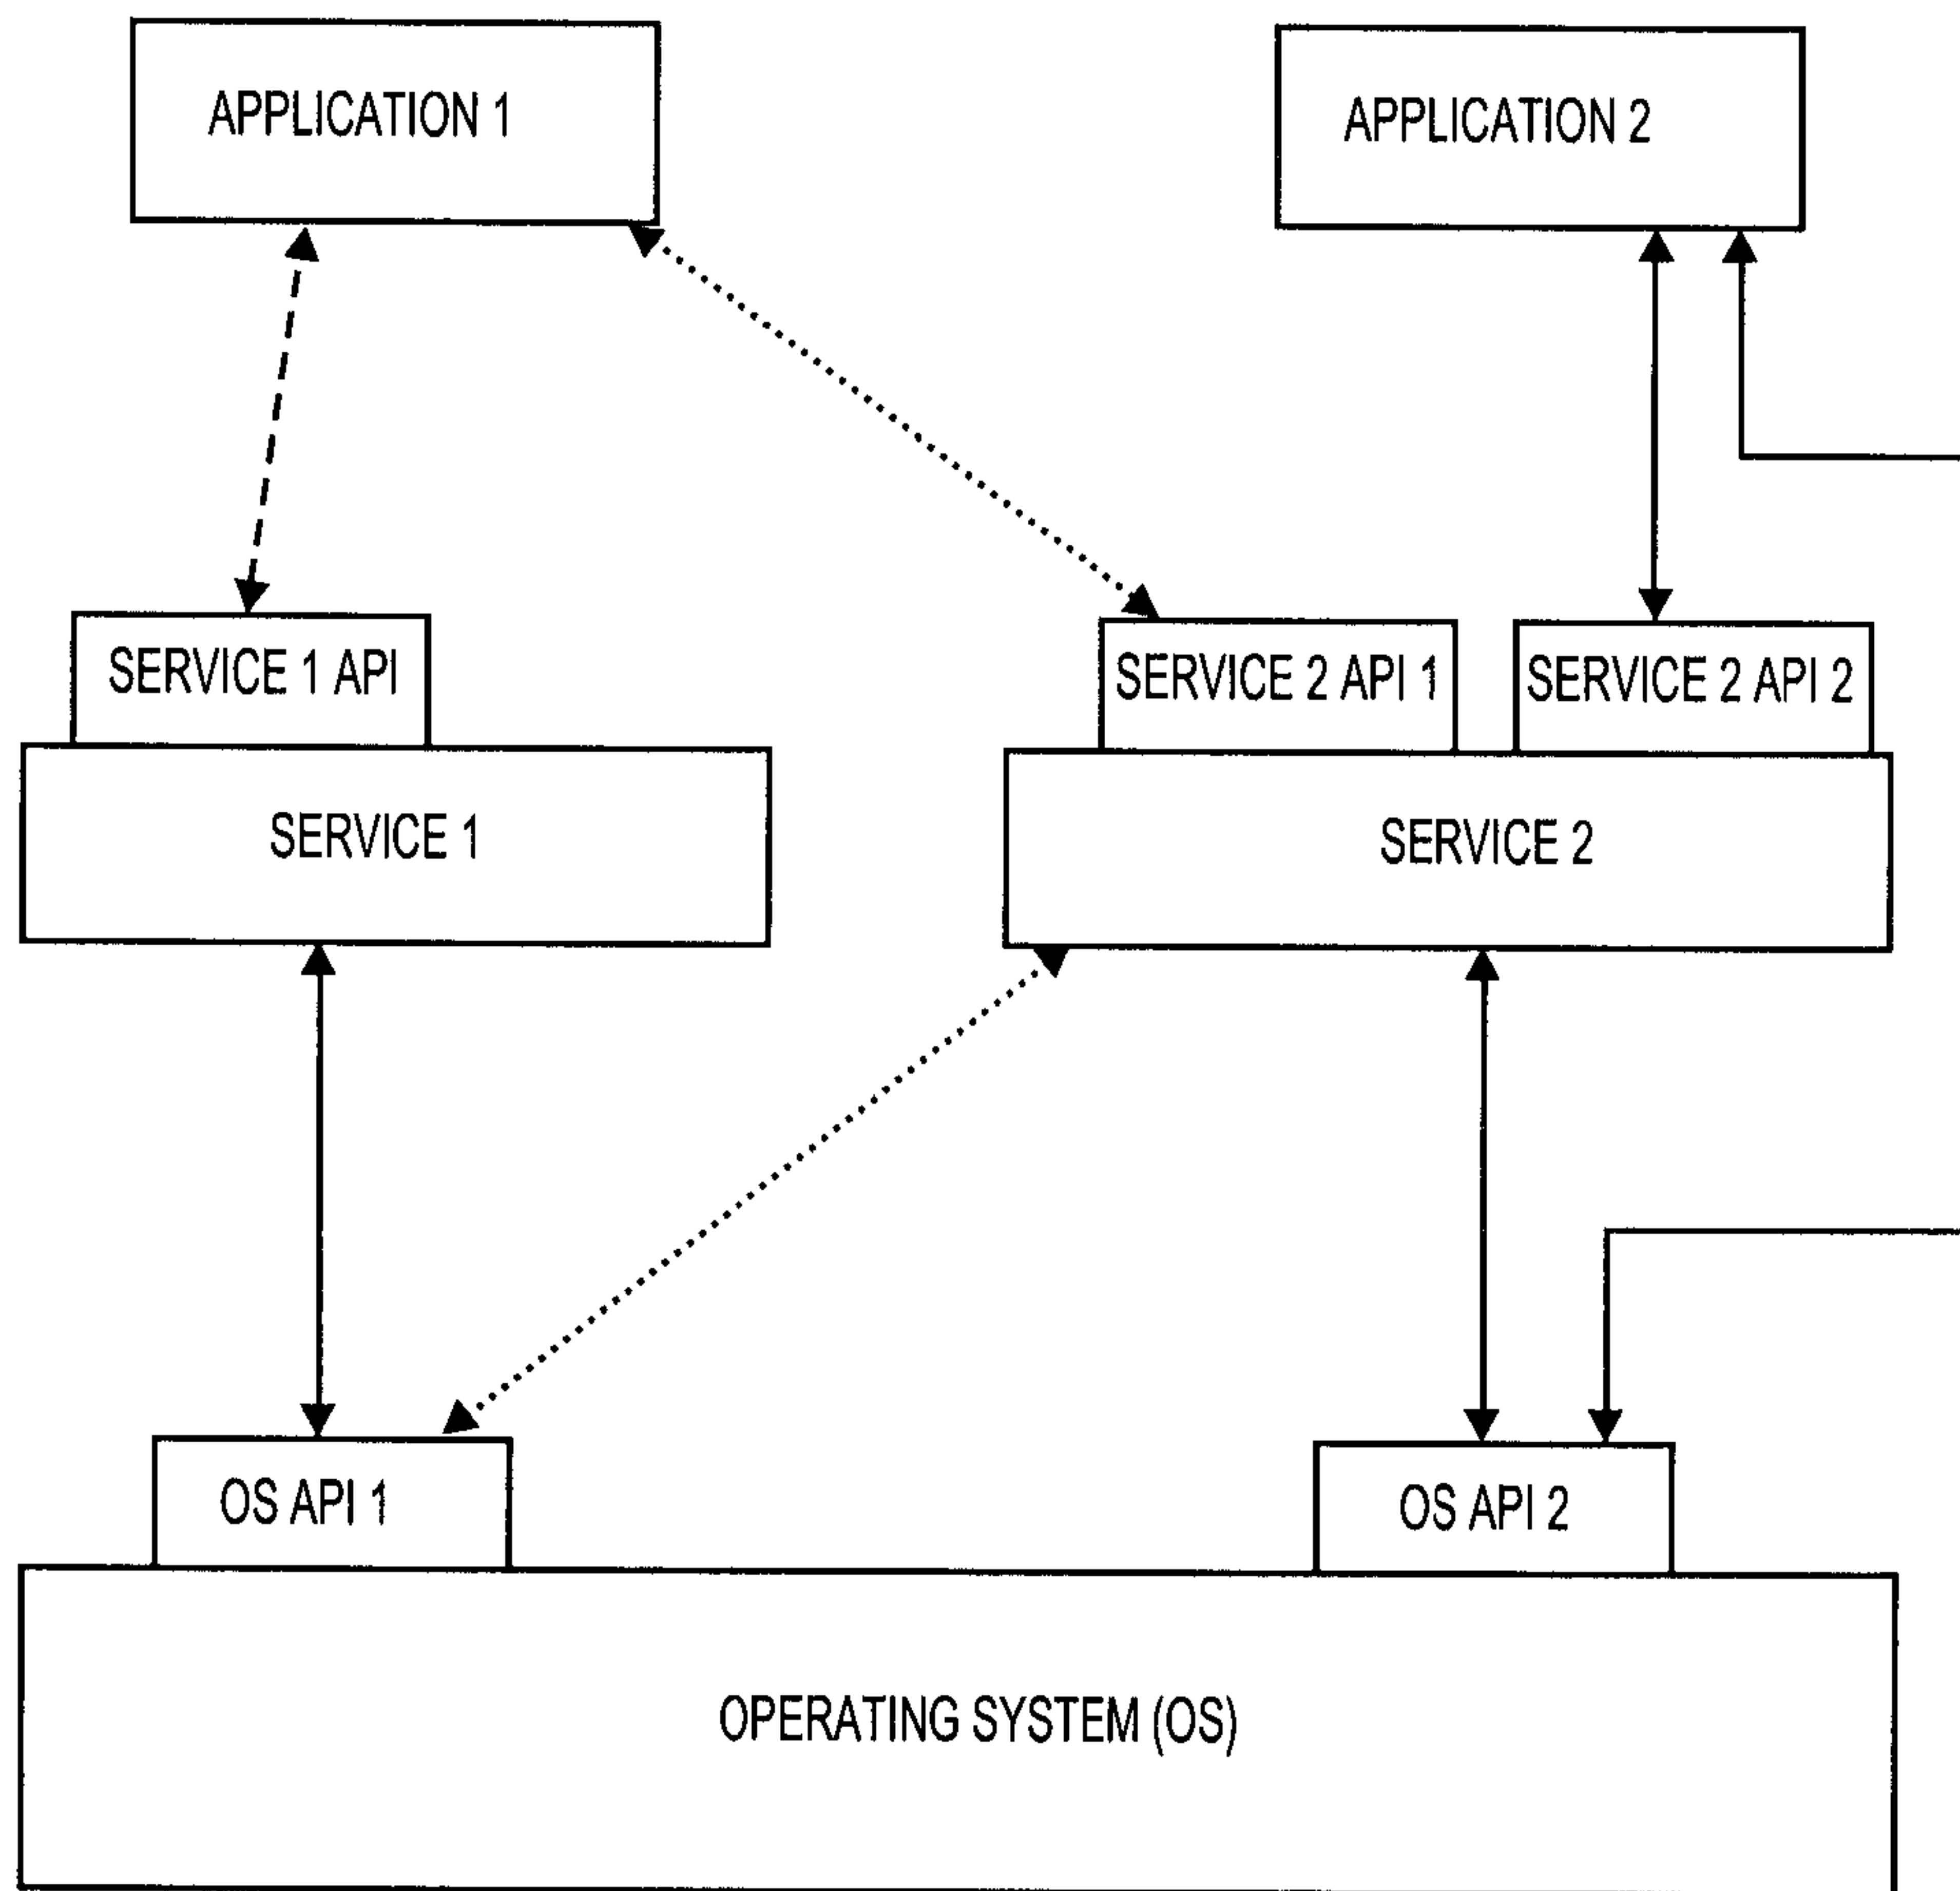 APPLICATION 1
APPLICATION 2
SERVICE 1 API
SERVICE 2 API 1
SERVICE 2 API 2
SERVICE 1
SERVICE 2
OS API 1
OS API 2
OPERATING SYSTEM (OS)